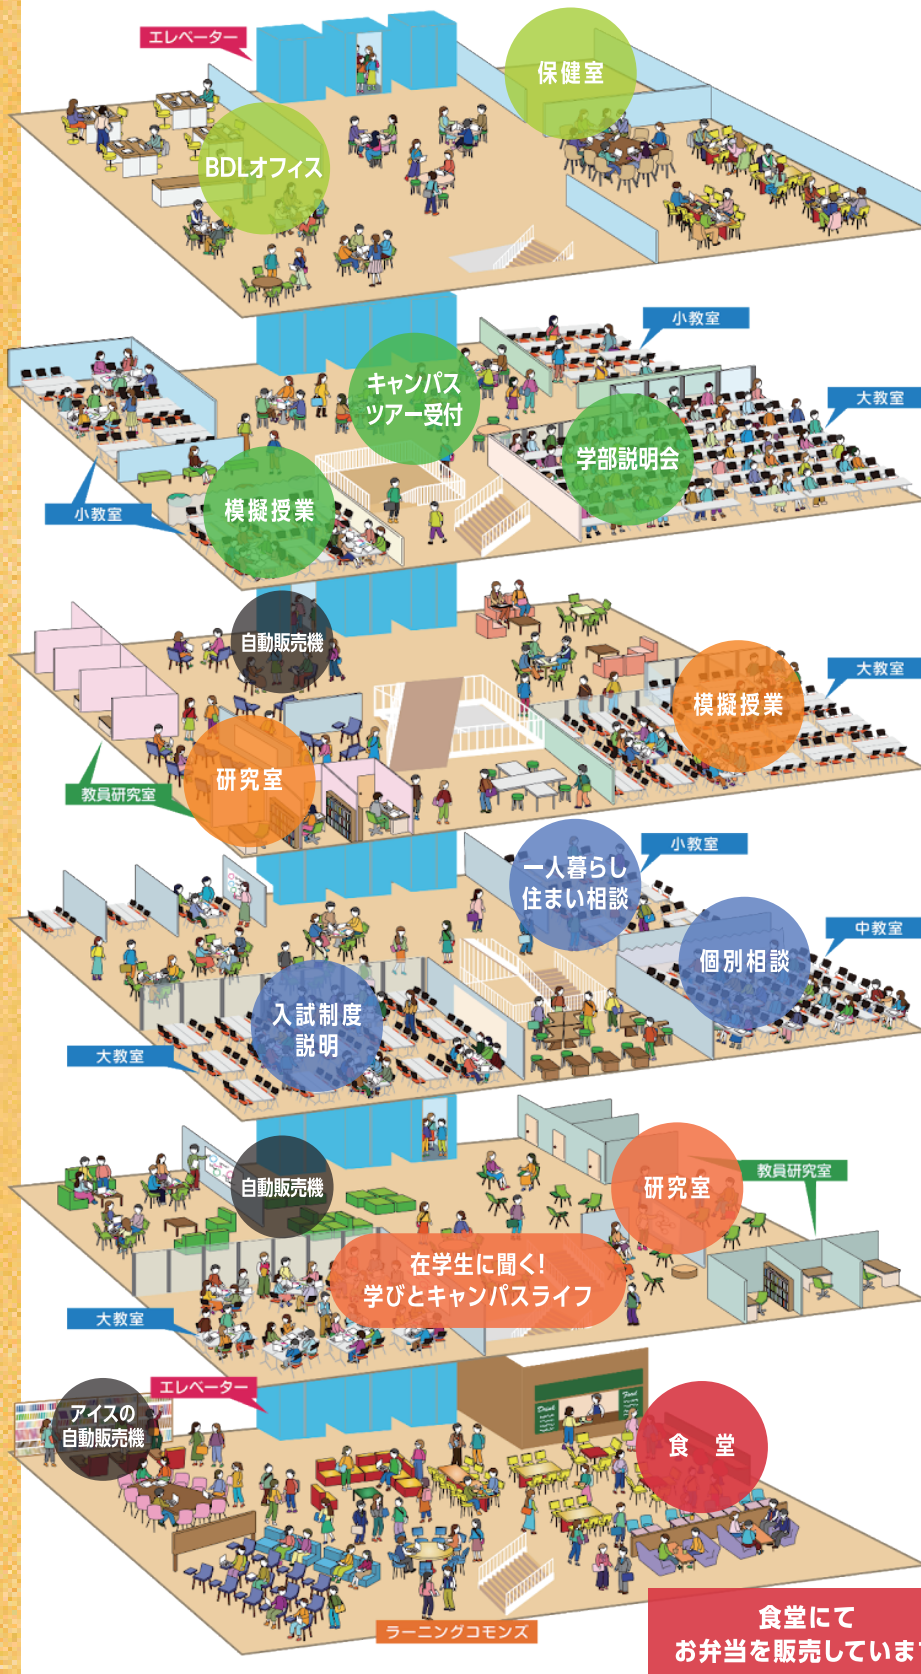 エレベーター
保健室
BDLオフィス
小教室
キャンパス
ツアー受付
大教室
学部説明会
模擬授業
小教室
自動販売機
大教室
模擬授業
研究室
教員研究室
小教室
一人暮らし
住まい相談
中教室
個別相談
入試制度
説明
大教室
教員研究室
自動販売機
研究室
在学生に聞く!
学びとキャンパスライフ
大教室
エレベーター
アイスの
自動販売機
Drink
Food
食 堂
ラーニングコモンズ
食堂にて
お弁当を販売していま